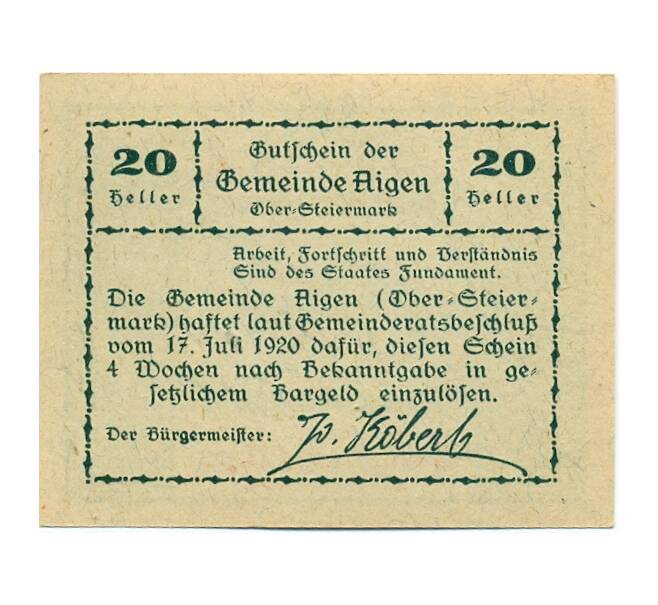 20
Heller
Gutschein der
Gemeinde Aigen
Ober-Steiermark
20
Heller
Arbeit, Fortschritt und Verständnis
Sind des Staates Fundament.
Die Gemeinde Aigen (Ober-Steier-
mark) haftet laut Gemeinderatsbeschluß
vom 17. Juli 1920 dafür, diesen Schein
4 Wochen nach Bekanntgabe in ge-
setzlichem Bargeld einzulösen.
Der Bürgermeister: